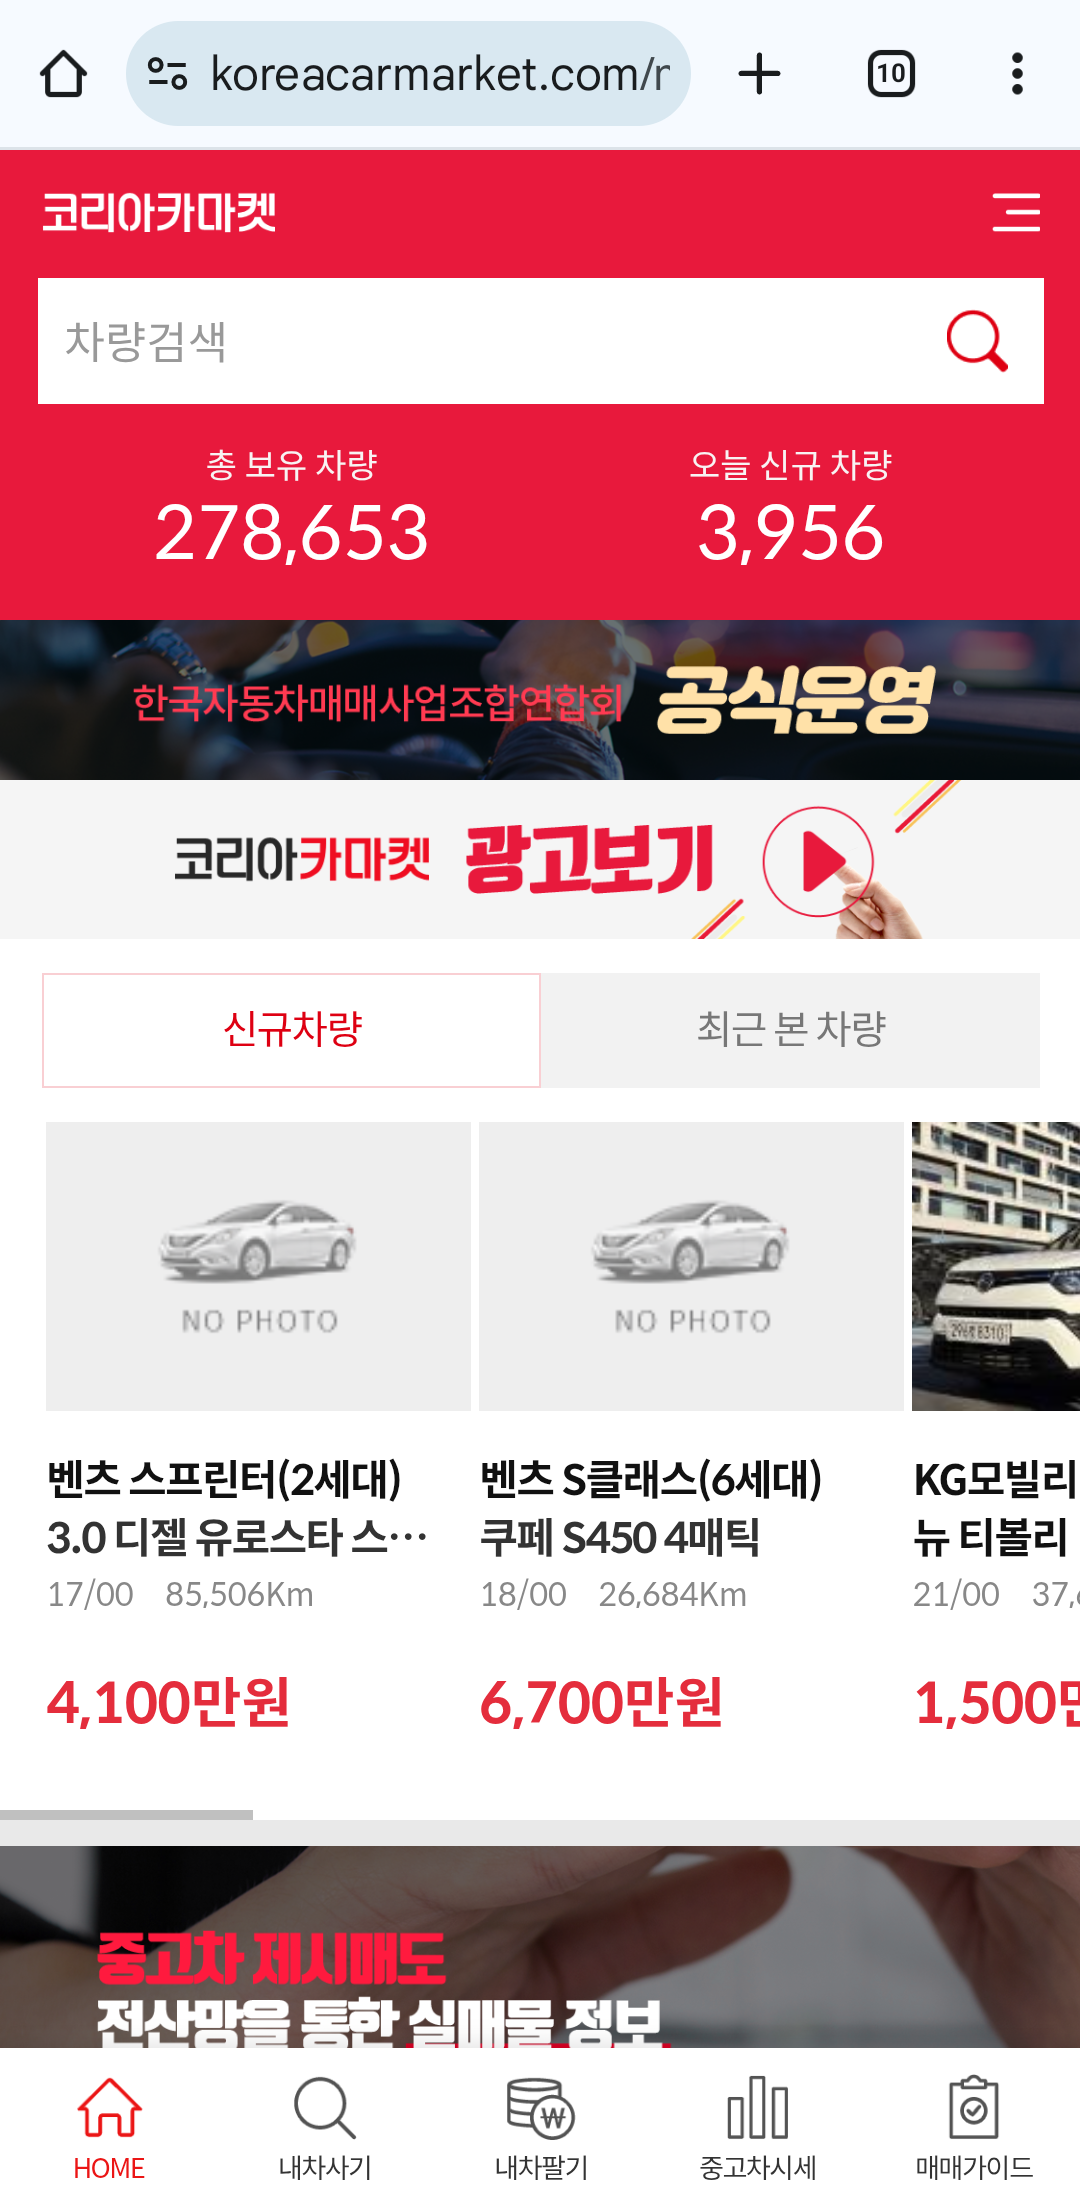 koreacarmarket.com/r
10
코리아카마켓
차량검색
총 보유 차량
278,653
오늘 신규 차량
3,956
한국자동차매매사업조합연합회 공식운영
코리아카마켓 광고보기
신규차량
최근 본 차량
NO PHOTO
NO PHOTO
벤츠 스프린터(2세대)
3.0 디젤 유로스타 스…
17/00 85,506Km
4,100만원
벤츠 S클래스(6세대)
쿠페 S450 4매틱
18/00 26,684Km
6,700만원
KG모빌리
뉴 티볼리
21/00 37,
1,500
중고차 제시매도
전산망을 통한 실매물 정보
HOME
내차사기
내차팔기
중고차시세
매매가이드